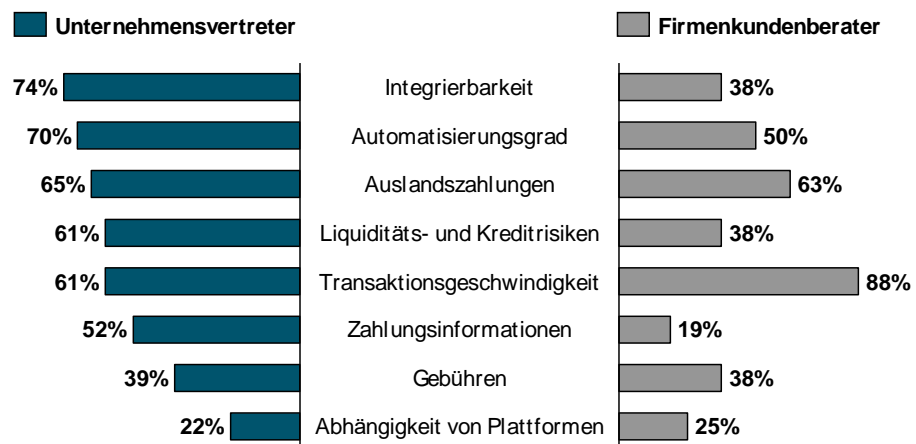 Unternehmensvertreter Firmenkundenberater
74% Integrierbarkeit 38%
70% Automatisierungsgrad 50%
65% Auslandszahlungen 63%
61% Liquiditäts- und Kreditrisiken 38%
61% Transaktionsgeschwindigkeit 88%
52% Zahlungsinformationen 19%
39% Gebühren 38%
22% Abhängigkeit von Plattformen 25%